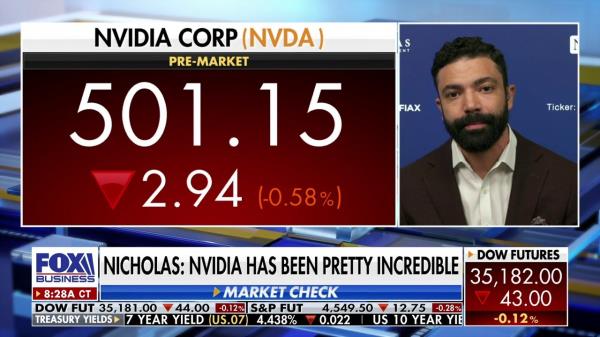 NVIDIA CORP (NVDA)
PRE-MARKET
501.15
▼2.94 (-0.58%)
AS
MENT
N
FIAX
Ticker:
FOX
BUSINESS
8:28A CT
NICHOLAS: NVIDIA HAS BEEN PRETTY INCREDIBLE
MARKET CHECK
DOW FUTURES
35,182.00
▼ 43.00
-0.12%
DOW FUT 35,181.00 ▼ 44.00 -0.12% S&P FUT 4,549.50 ▼ 12.75 -0.28%
TREASURY YIELDS 7 YEAR YIELD (US.07) 4.438% ▼ 0.022 US 10 YEAR YIE